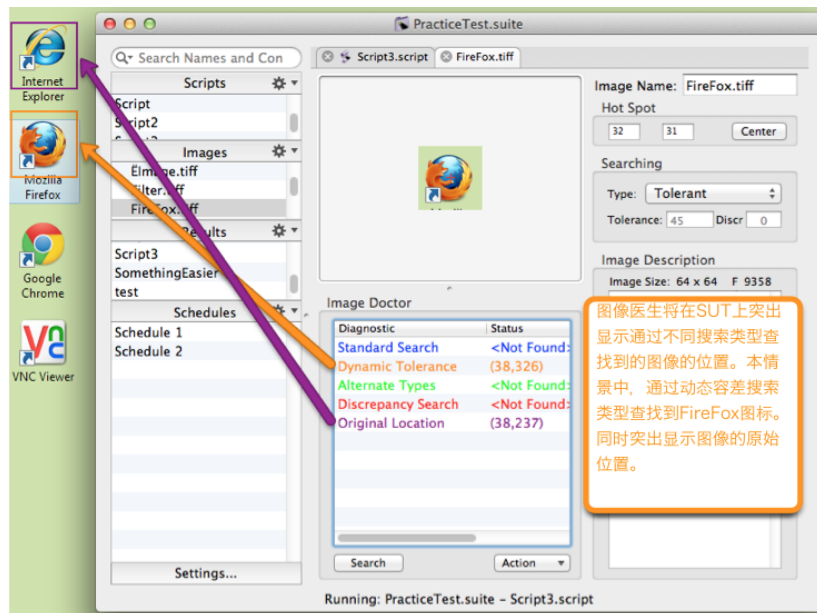 PracticeTest.suite
Internet
Explorer
Mozilla
Firefox
Google
Chrome
VNC Viewer
Search Names and Con
Scripts
Script
Script2
Images
EImage.tiff
Filter.tiff
FireFox.tiff
Results
Script3
SomethingEasier
test
Schedules
Schedule 1
Schedule 2
Settings...
Script3.script
FireFox.tiff
Image Doctor
Diagnostic Status
Standard Search <Not Found>
Dynamic Tolerance (38,326)
Alternate Types <Not Found>
Discrepancy Search <Not Found>
Original Location (38,237)
Search Action
Image Name: FireFox.tiff
Hot Spot
32 31 Center
Searching
Type: Tolerant
Tolerance: 45 Discr 0
Image Description
Image Size: 64 x 64 F 9358
图像医生将在SUT上突出
显示通过不同搜索类型查
找到的图像的位置。本情
景中，通过动态容差搜索
类型查找到FireFox图标。
同时突出显示图像的原始
位置。
Running: PracticeTest.suite – Script3.script